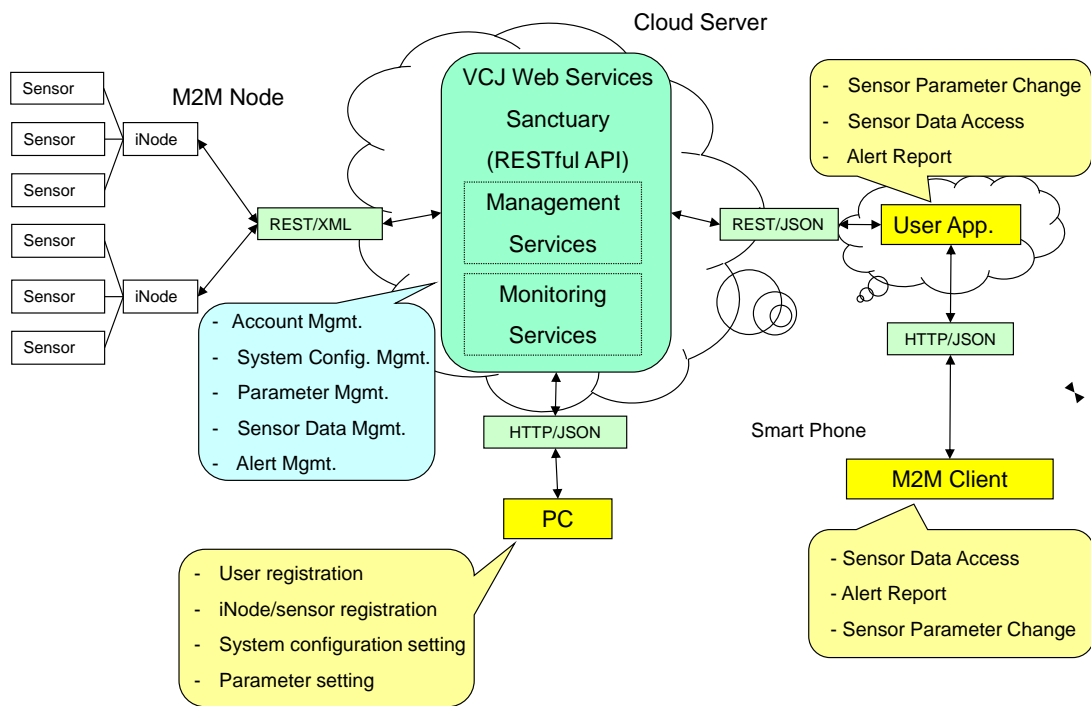 Cloud Server
VCJ Web Services
Sanctuary
(RESTful API)
Management
Services
Monitoring
Services
M2M Node
Sensor
Sensor
Sensor
Sensor
Sensor
Sensor
iNode
iNode
REST/XML
- Account Mgmt.
- System Config. Mgmt.
- Parameter Mgmt.
- Sensor Data Mgmt.
- Alert Mgmt.
HTTP/JSON
PC
- User registration
- iNode/sensor registration
- System configuration setting
- Parameter setting
REST/JSON
- Sensor Parameter Change
- Sensor Data Access
- Alert Report
User App.
HTTP/JSON
Smart Phone
M2M Client
- Sensor Data Access
- Alert Report
- Sensor Parameter Change